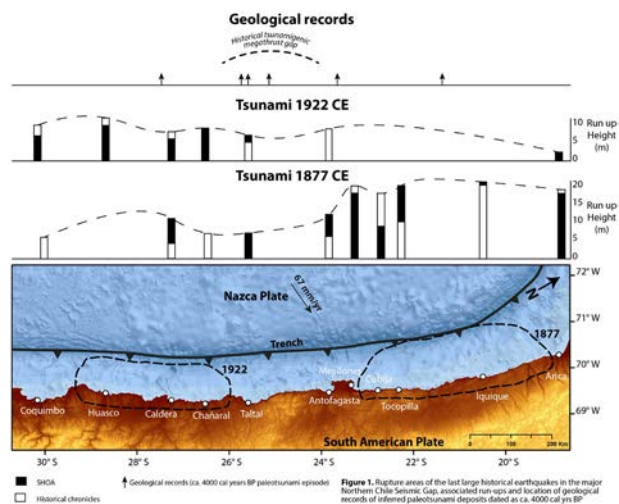 Geological records
Historical tsunamigenic
megathrust gap
Tsunami 1922 CE
10 Run up
5 Height
0 (m)
Tsunami 1877 CE
20 Run up
15 Height
10 (m)
5
0
72° W
Nazca Plate
67 mm/yr
N
71° W
Trench
1877
1922
70° W
Mejillones
Cobija
Arica
Coquimbo
Huasco
Caldera
Chañaral
Taltal
Antofagasta
Tocopilla
Iquique
69° W
South American Plate
0 100 200 Km
30°S 28°S 26°S 24°S 22°S 20°S
SHOA
Historical chronicles
Geological records (ca. 4000 cal yers BP paleotsunami episode)
Figure 1. Rupture areas of the last large historical earthquakes in the major
Northern Chile Seismic Gap, associated run-ups and location of geological
records of inferred paleotsunami deposits dated as ca. 4000 cal yrs BP